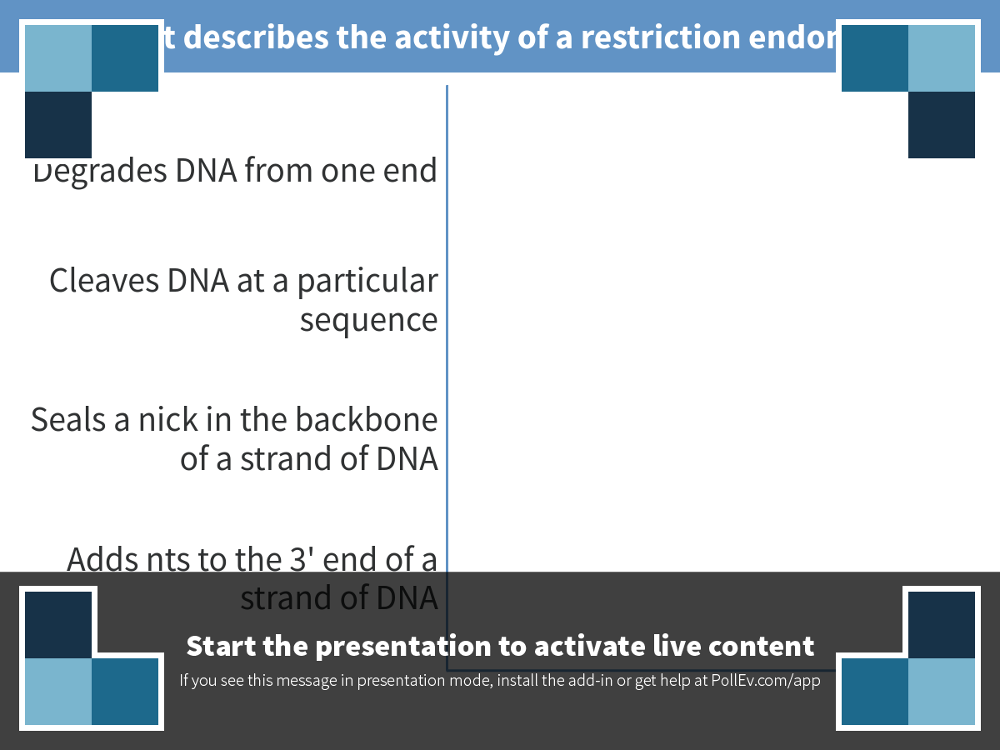 describes the activity of a restriction
Degrades DNA from one end
Cleaves DNA at a particular
sequence
Seals a nick in the backbone
of a strand of DNA
Adds nts to the 3' end of a
strand of DNA
Start the presentation to activate live content
If you see this message in presentation mode, install the add-in or get help at PollEv.com/app